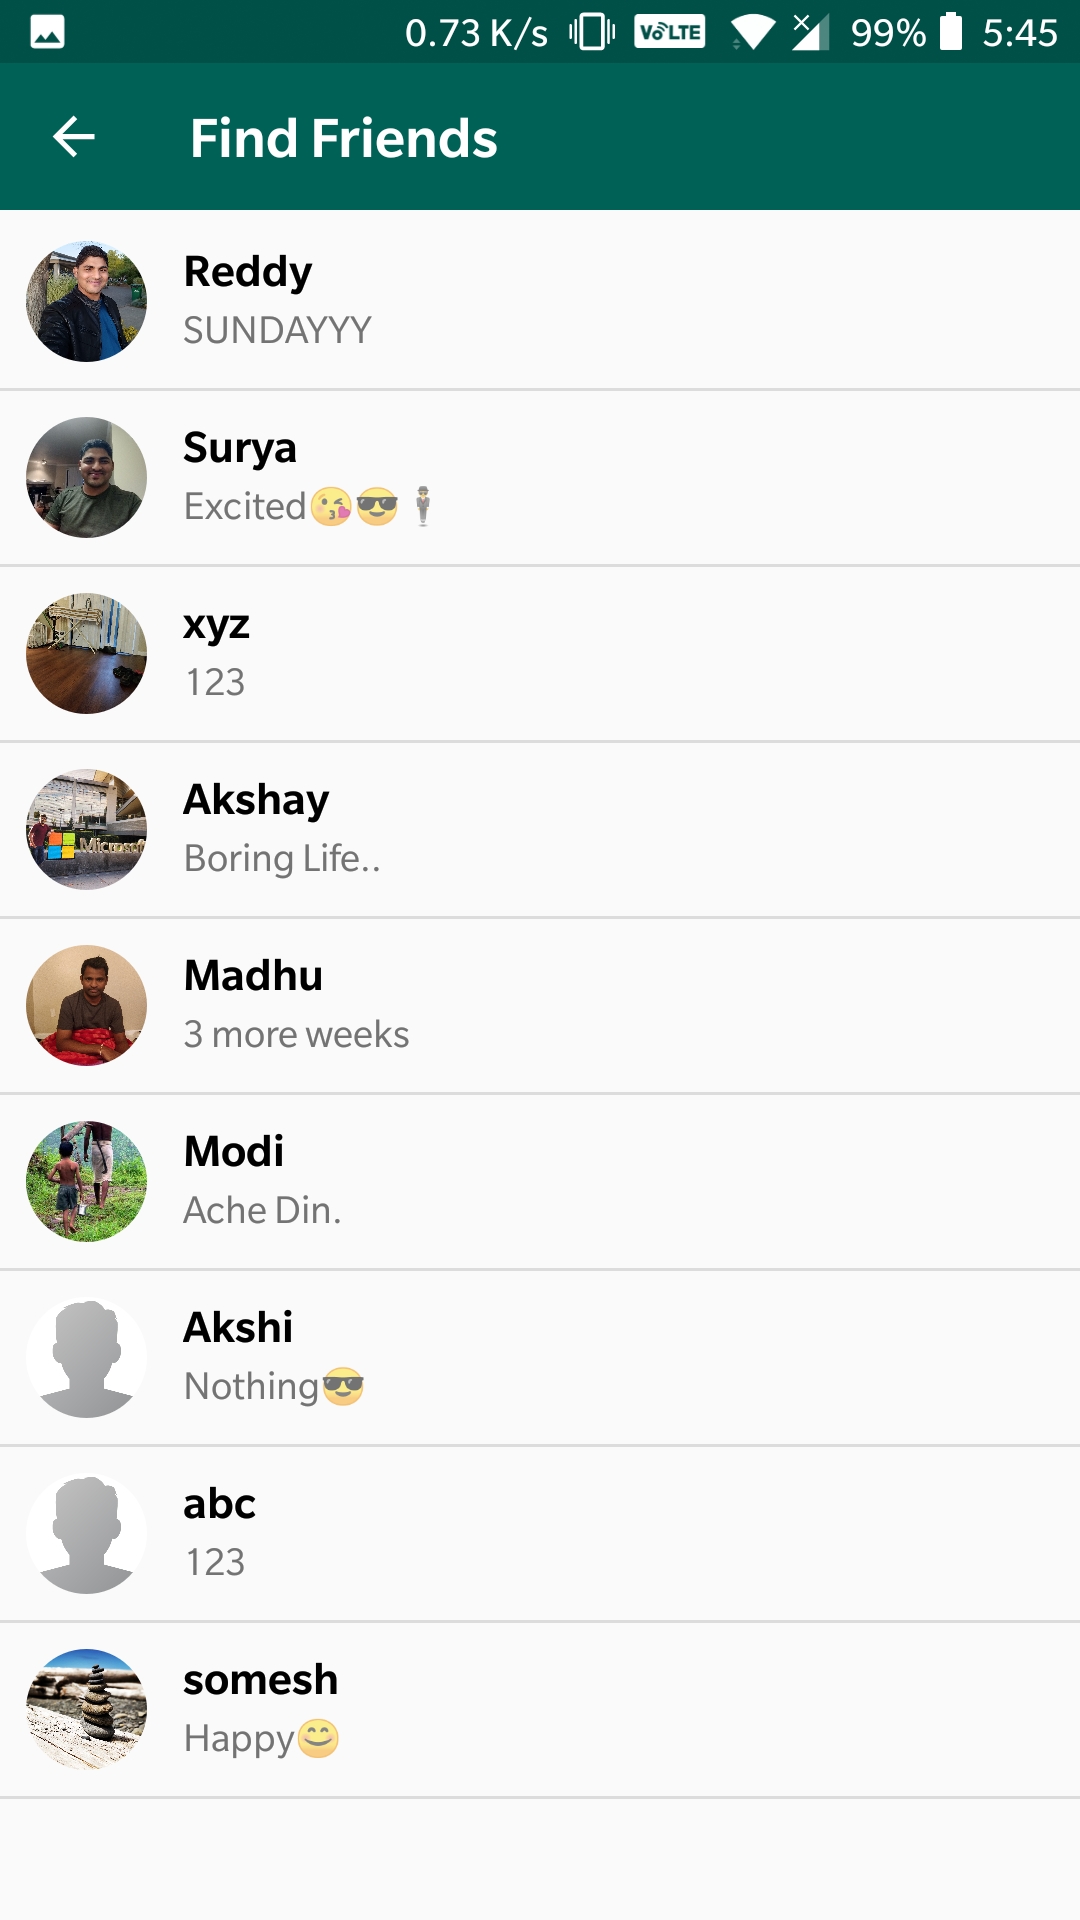 0.73 K/s VoLTE 99% 5:45
Find Friends
Reddy
SUNDAYYY
Surya
Excited😘😎🕴
xyz
123
Akshay
Boring Life..
Microsoft
Madhu
3 more weeks
Modi
Ache Din.
Akshi
Nothing😎
abc
123
somesh
Happy😊